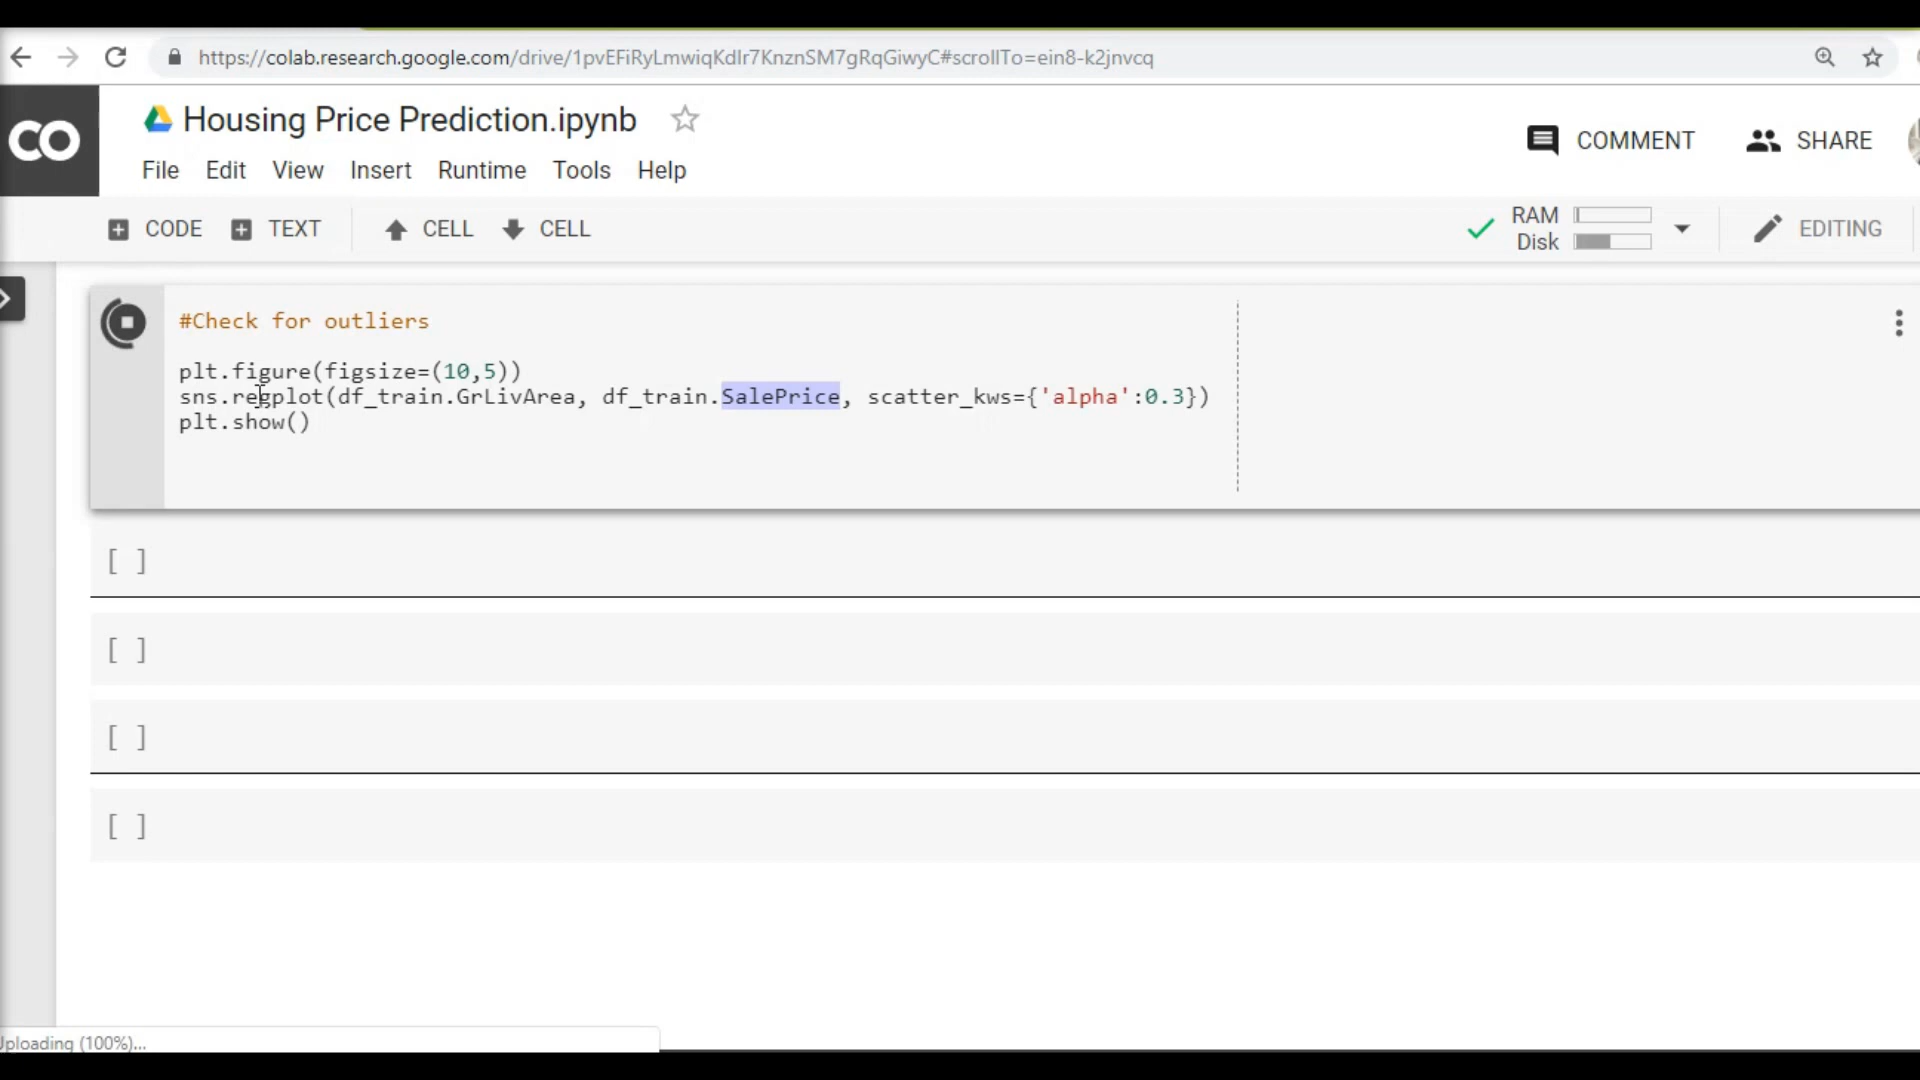 https://colab.research.google.com/drive/1pvEFiRyLmwiqKdlr7KnznSM7gRqGiwyC#scrollTo=ein8-k2jnvcq
CO
Housing Price Prediction.ipynb
COMMENT SHARE
File Edit View Insert Runtime Tools Help
CODE TEXT CELL CELL
RAM
Disk
EDITING
#Check for outliers
plt.figure(figsize=(10,5))
sns.regplot(df_train.GrLivArea, df_train.SalePrice, scatter_kws={'alpha':0.3})
plt.show()
[ ]
[ ]
[ ]
[ ]
Uploading (100%)...